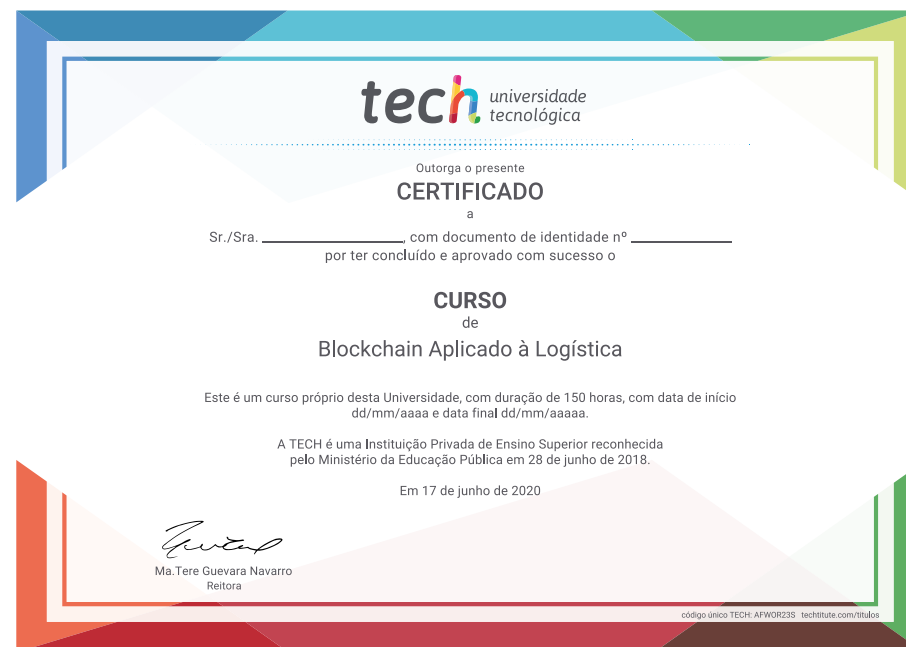 tech universidade
tecnológica
Outorga o presente
CERTIFICADO
a
Sr./Sra. ____________, com documento de identidade nº ________
por ter concluído e aprovado com sucesso o
CURSO
de
Blockchain Aplicado à Logística
Este é um curso próprio desta Universidade, com duração de 150 horas, com data de início
dd/mm/aaaa e data final dd/mm/aaaaa.
A TECH é uma Instituição Privada de Ensino Superior reconhecida
pelo Ministério da Educação Pública em 28 de junho de 2018.
Em 17 de junho de 2020
Ma.Tere Guevara Navarro
Reitora
código único TECH: AFWOR23S techtitute.com/titulos